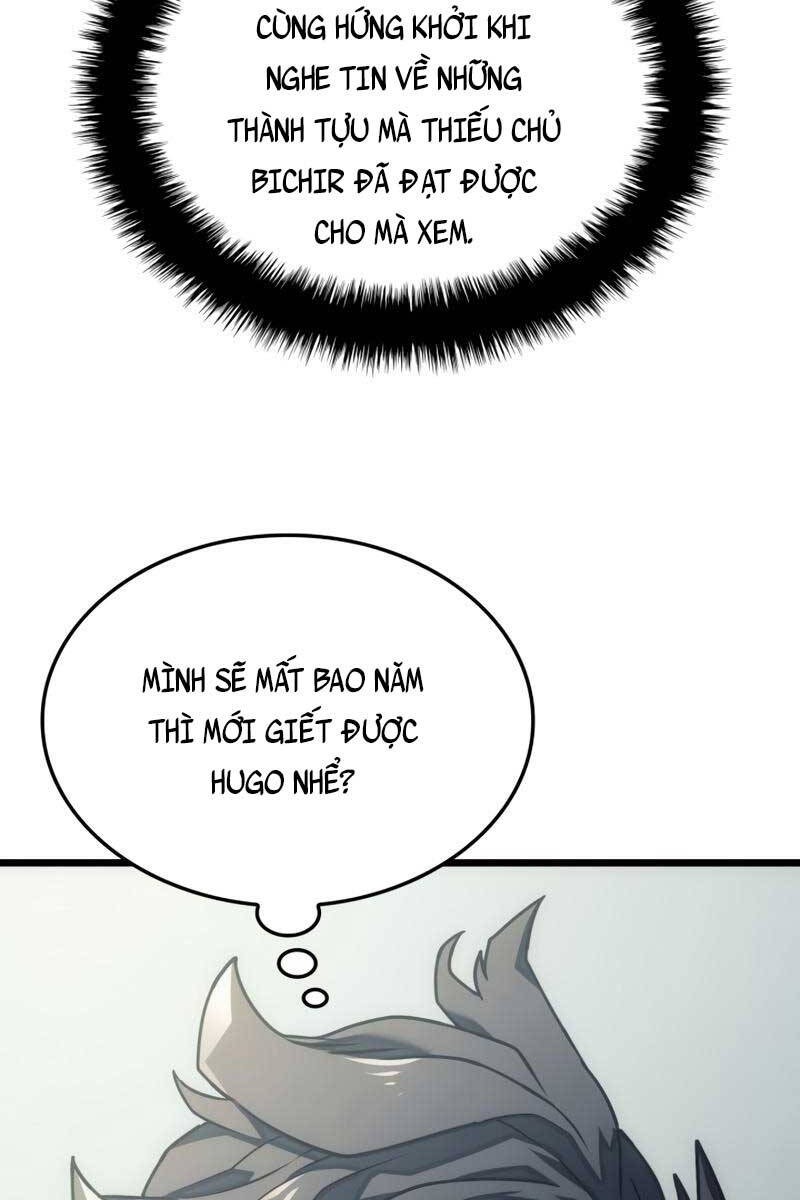 CÙNG HỨNG KHỞI KHI
NGHE TIN VỀ NHỮNG
THÀNH TỰU MÀ THIẾU CHỦ
BICHIR ĐÃ ĐẠT ĐƯỢC
CHO MÀ XEM.
MÌNH SẼ MẤT BAO NĂM
THÌ MỚI GIẾT ĐƯỢC
HUGO NHỂ?